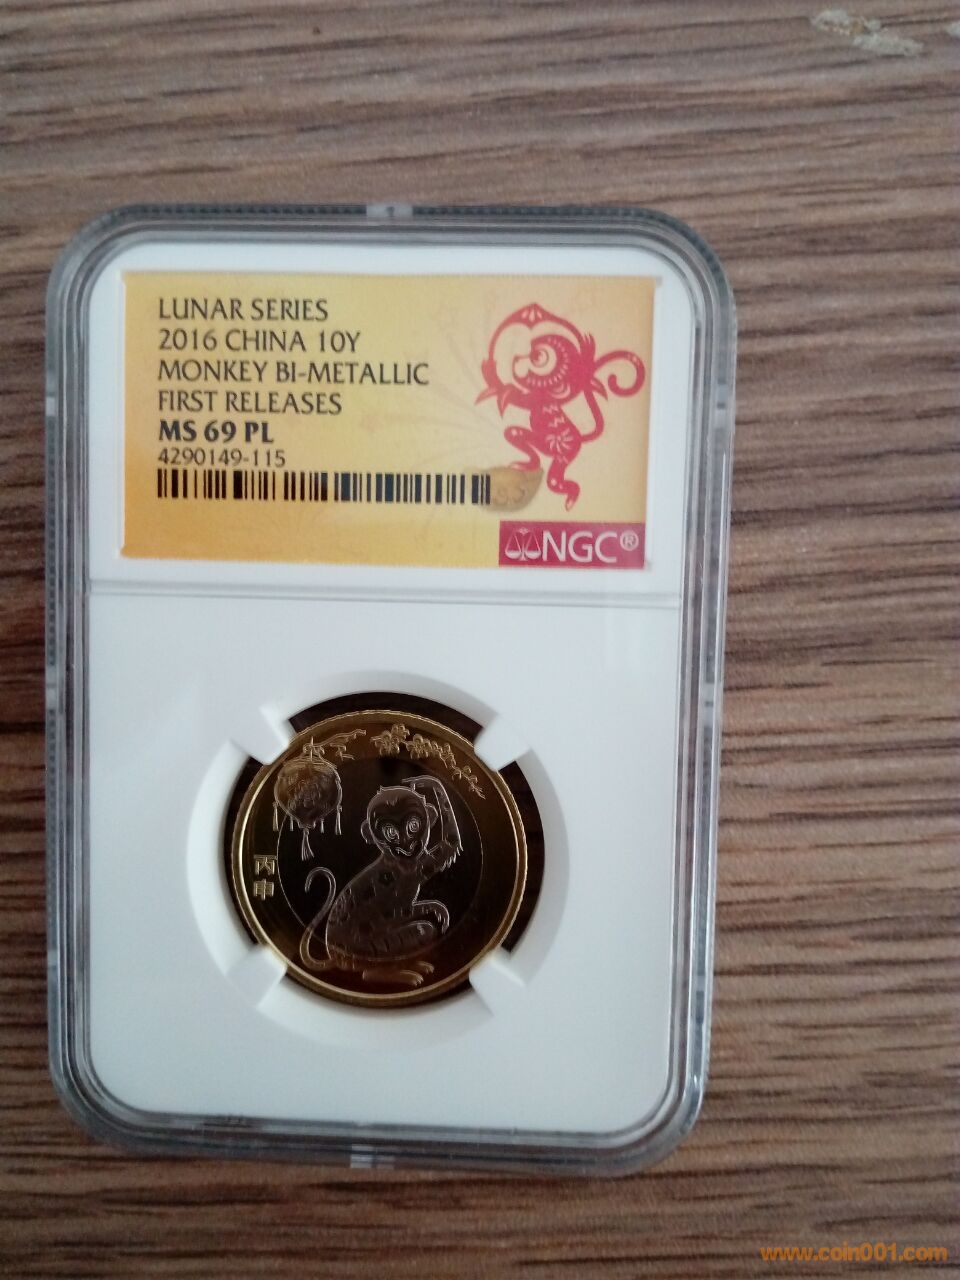 LUNAR SERIES
2016 CHINA 10Y
MONKEY BI-METALLIC
FIRST RELEASES
MS 69 PL
4290149-115
NGC®
丙申
www.coin001.com